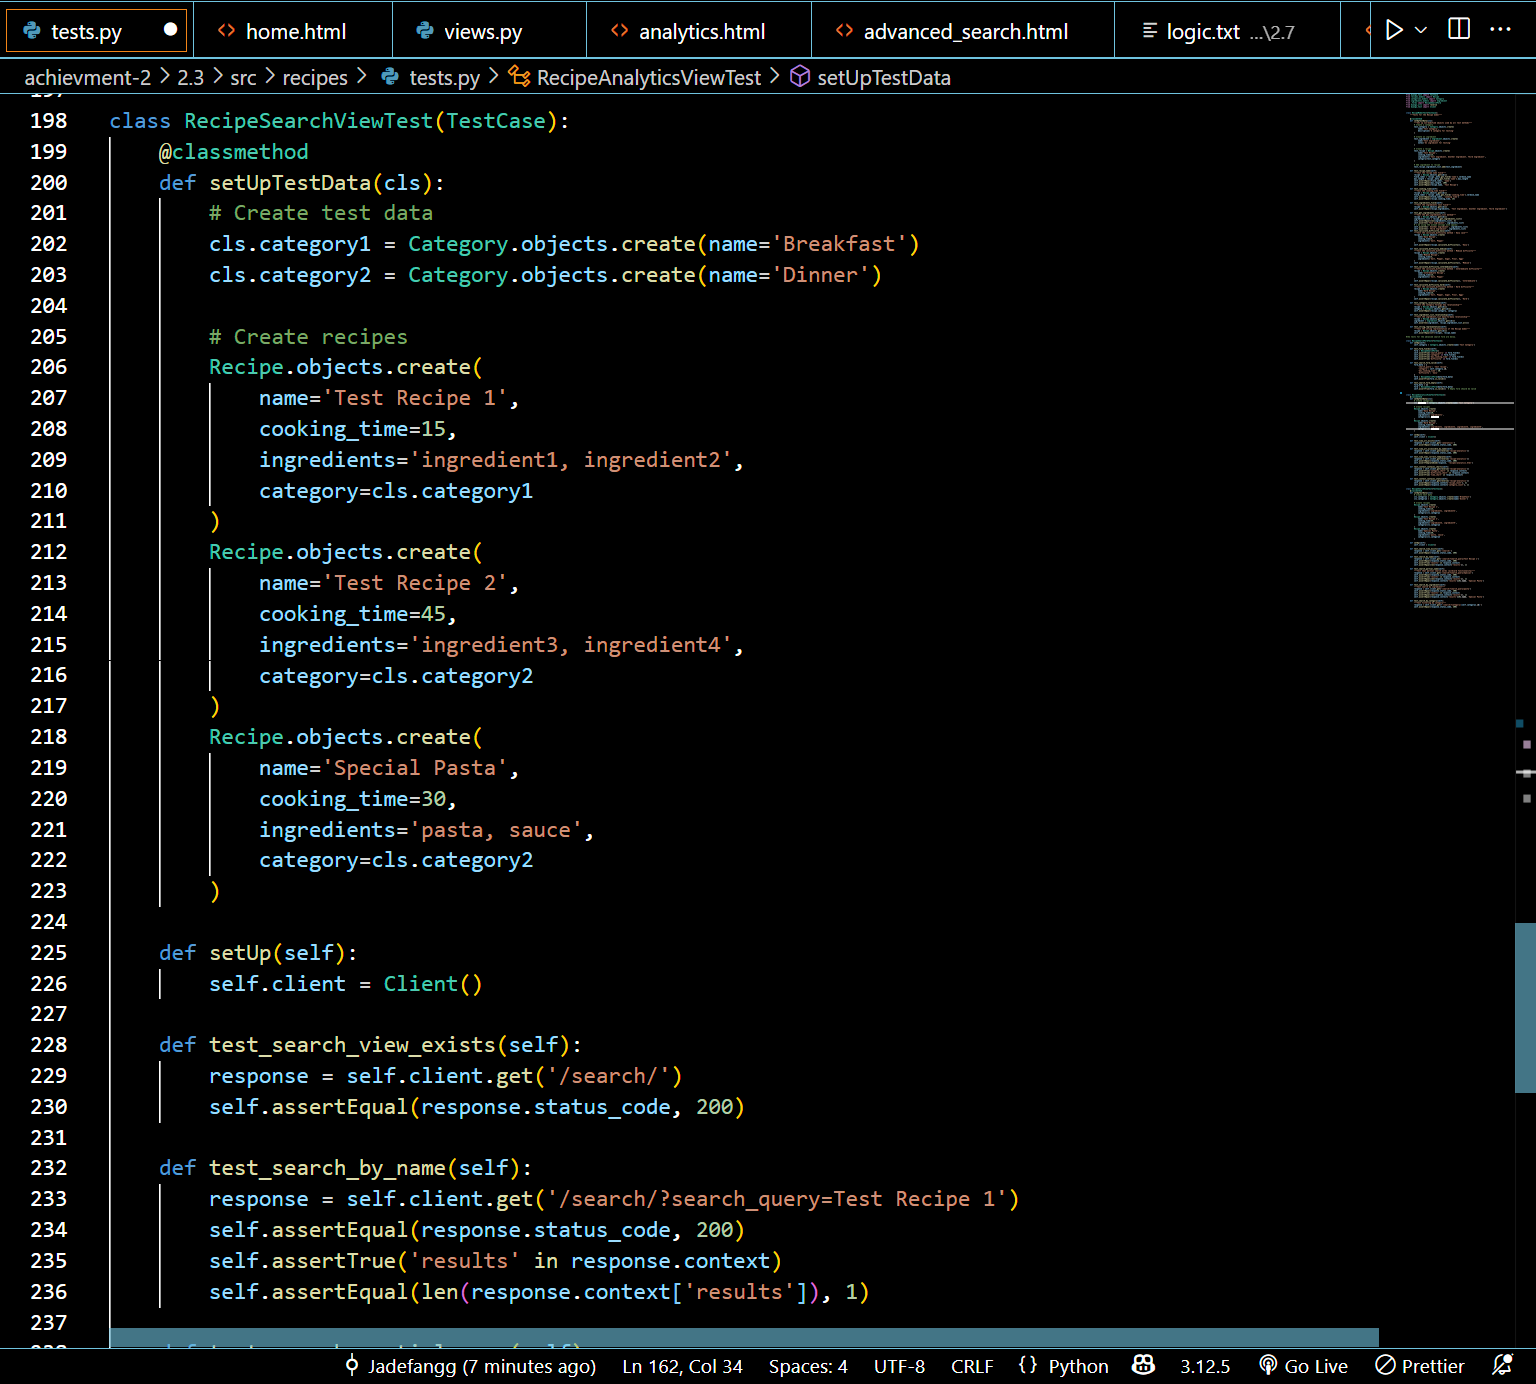 tests.py
home.html
views.py
analytics.html
advanced_search.html
logic.txt ...\2.7
achievment-2 > 2.3 > src > recipes > tests.py > RecipeAnalyticsViewTest > setUpTestData
198 class RecipeSearchViewTest(TestCase):
199 @classmethod
200 def setUpTestData(cls):
201 # Create test data
202 cls.category1 = Category.objects.create(name='Breakfast')
203 cls.category2 = Category.objects.create(name='Dinner')
204
205 # Create recipes
206 Recipe.objects.create(
207 name='Test Recipe 1',
208 cooking_time=15,
209 ingredients='ingredient1, ingredient2',
210 category=cls.category1
211 )
212 Recipe.objects.create(
213 name='Test Recipe 2',
214 cooking_time=45,
215 ingredients='ingredient3, ingredient4',
216 category=cls.category2
217 )
218 Recipe.objects.create(
219 name='Special Pasta',
220 cooking_time=30,
221 ingredients='pasta, sauce',
222 category=cls.category2
223 )
224
225 def setUp(self):
226 self.client = Client()
227
228 def test_search_view_exists(self):
229 response = self.client.get('/search/')
230 self.assertEqual(response.status_code, 200)
231
232 def test_search_by_name(self):
233 response = self.client.get('/search/?search_query=Test Recipe 1')
234 self.assertEqual(response.status_code, 200)
235 self.assertTrue('results' in response.context)
236 self.assertEqual(len(response.context['results']), 1)
237
Jadefangg (7 minutes ago) Ln 162, Col 34 Spaces: 4 UTF-8 CRLF {} Python 3.12.5 Go Live Prettier